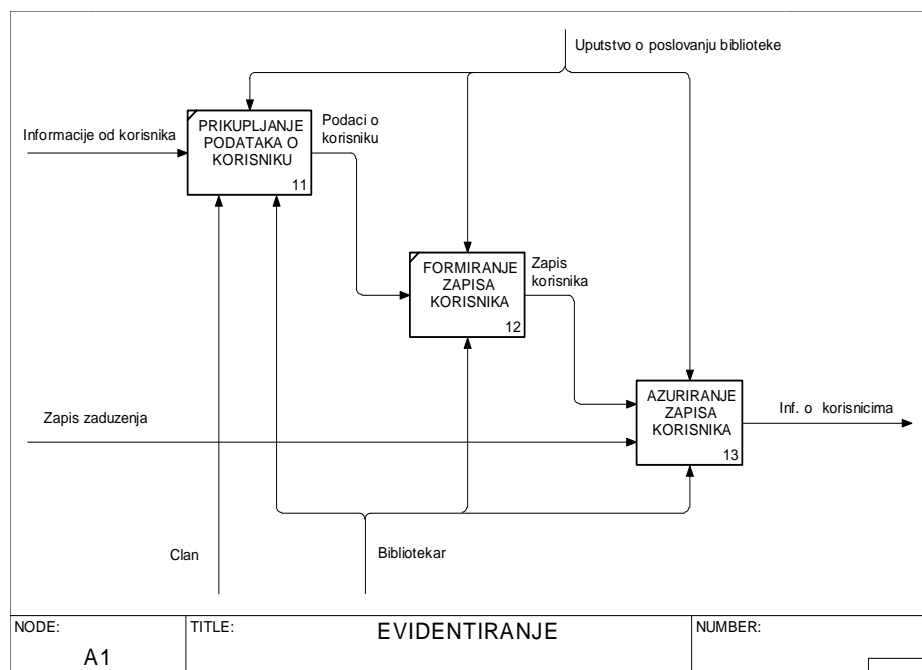 Uputstvo o poslovanju biblioteke
Informacije od korisnika
PRIKUPLJANJE
PODATAKA O
KORISNIKU
11
Podaci o
korisniku
FORMIRANJE
ZAPISA
KORISNIKA
12
Zapis
korisnika
Zapis zaduzenja
AZURIRANJE
ZAPISA
KORISNIKA
13
Inf. o korisnicima
Clan
Bibliotekar
NODE:
A1
TITLE:
EVIDENTIRANJE
NUMBER: